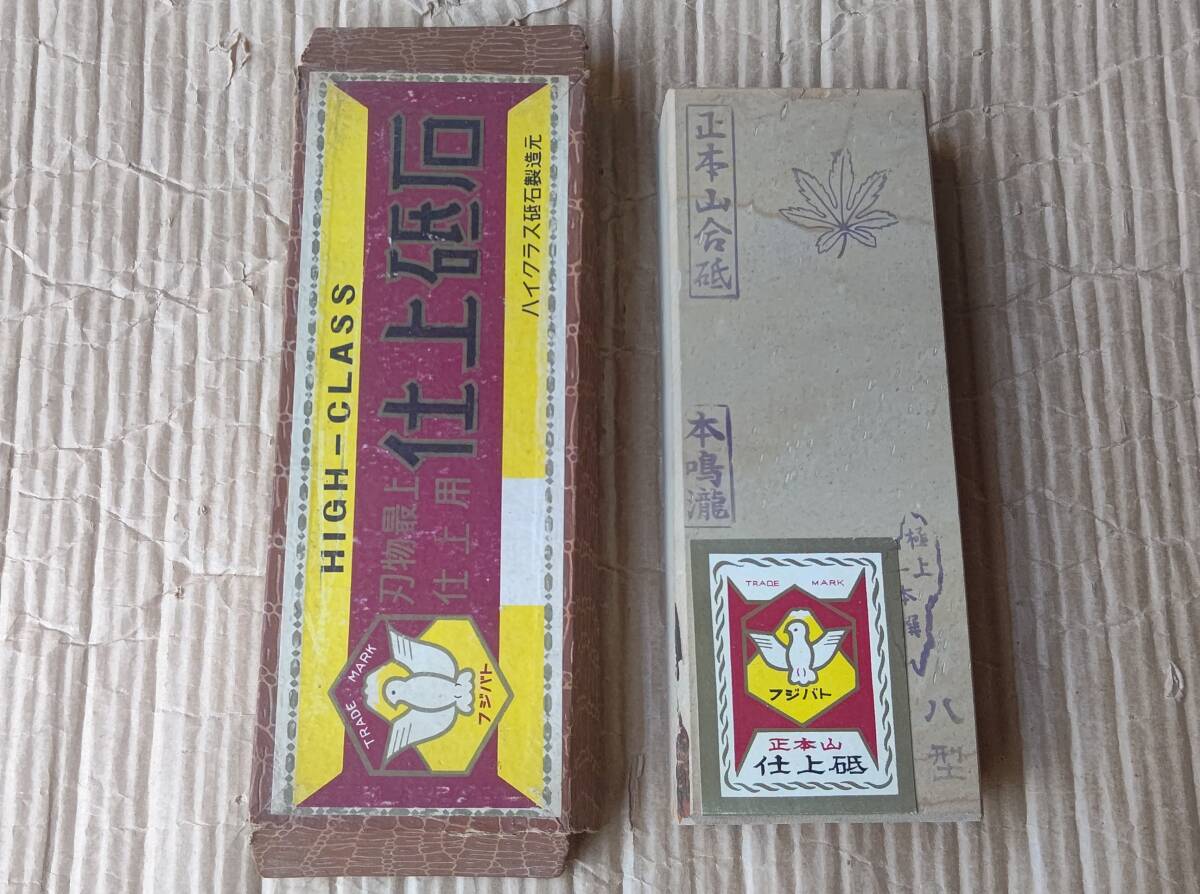 HIGH-CLASS
刃物最上
仕上用
仕上砥石
ハイクラス砥石製造元
TRADE MARK
フジバト
正本山合砥
本鳴瀧
極上
八型
TRADE MARK
フジバト
正本山
仕上砥